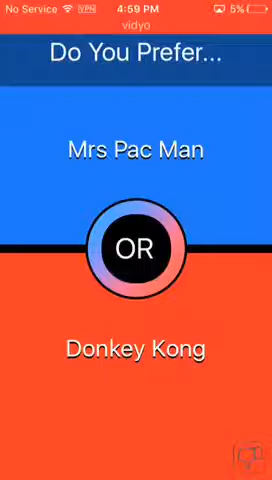 No Service VPN 4:59 PM 5%
vidyo
Do You Prefer...
Mrs Pac Man
OR
Donkey Kong